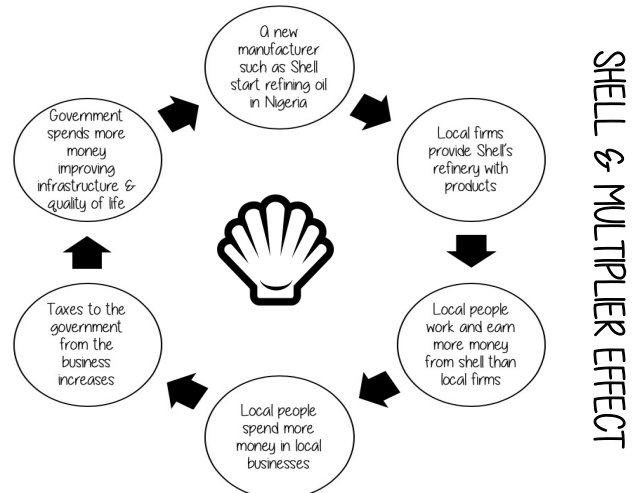 A new
manufacturer
such as Shell
start refining oil
in Nigeria
Local firms
provide Shell's
refinery with
products
Local people
work and earn
more money
from shell than
local firms
Local people
spend more
money in local
businesses
Taxes to the
government
from the
business
increases
Government
spends more
money
improving
infrastructure &
quality of life
SHELL & MULTIPLIER EFFECT